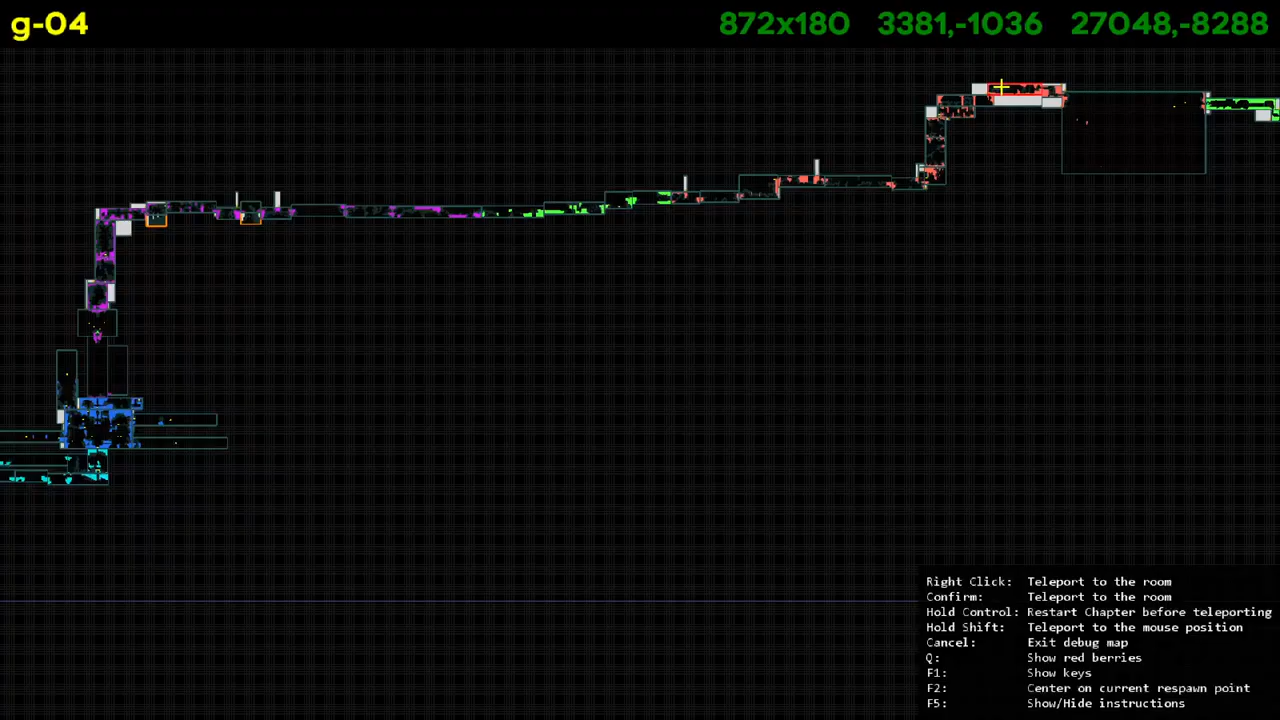 g-04
872x180 3381,-1036 27048,-8288
Right Click: Teleport to the room
Confirm: Teleport to the room
Hold Control: Restart Chapter before teleporting
Hold Shift: Teleport to the mouse position
Cancel: Exit debug map
Q: Show red berries
F1: Show keys
F2: Center on current respawn point
F5: Show/Hide instructions